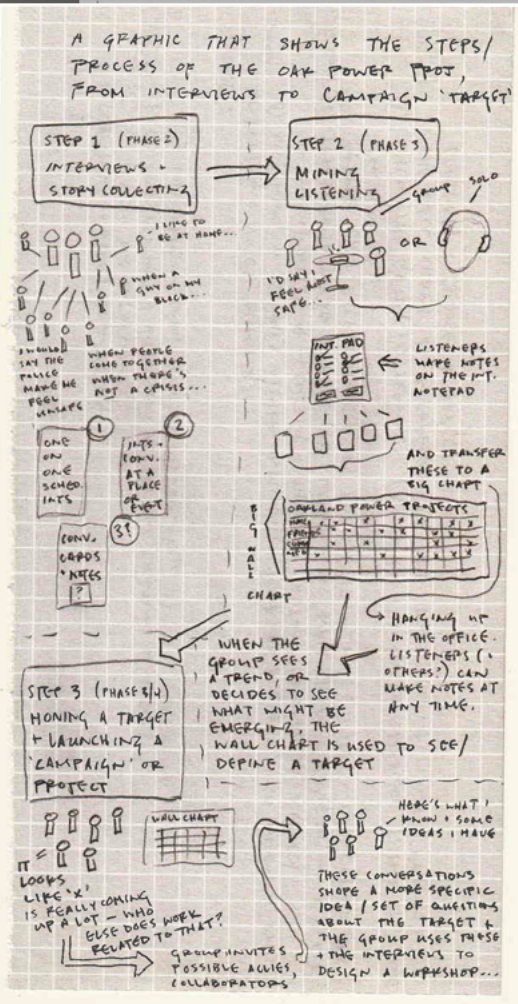 A GRAPHIC THAT SHOWS THE STEPS/
PROCESS OF THE OAK POWER PROJ,
FROM INTERVIEWS TO CAMPAIGN 'TARGET'
STEP 1 (PHASE 2)
INTERVIEWS +
STORY COLLECTING
I LIKE TO
BE AT HOME...
WHEN A
GUY ON MY
BLOCK...
I WOULD
SAY THE
POLICE
MAKE ME
FEEL
UNSAFE
WHEN PEOPLE
COME TOGETHER
WHEN THERE'S
NOT A CRISIS...
1
ONE
ON
ONE
SCHED.
INTS
2
INTS +
CONV.
AT A
PLACE
OR
EVENT
3?
CONV.
CARDS
+ NOTES
?
STEP 2 (PHASE 3)
MINING
LISTENING
GROUP
SOLO
OR
I'D SAY I
FEEL NOT
SAFE...
INT. PAD
LISTENERS
MAKE NOTES
ON THE INT.
NOTEPAD
AND TRANSFER
THESE TO A
BIG CHART
BIG
WALL
CHART
OAKLAND POWER PROJECTS
HANGING UP
IN THE OFFICE.
LISTENERS (+
OTHERS?) CAN
MAKE NOTES AT
ANY TIME.
WHEN THE
GROUP SEES
A TREND, OR
DECIDES TO SEE
WHAT MIGHT BE
EMERGING, THE
WALL CHART IS USED TO SEE/
DEFINE A TARGET
STEP 3 (PHASE 3/4)
HONING A TARGET
+ LAUNCHING A
'CAMPAIGN' OR
PROJECT
WALL CHART
IT
LOOKS
LIKE 'X'
IS REALLY COMING
UP A LOT – WHO
ELSE DOES WORK
RELATED TO THAT?
GROUP INVITES
POSSIBLE ALLIES,
COLLABORATORS
HERE'S WHAT I
KNOW + SOME
IDEAS I HAVE
THESE CONVERSATIONS
SHAPE A MORE SPECIFIC
IDEA / SET OF QUESTIONS
ABOUT THE TARGET +
THE GROUP USES THESE
+ THE INTERVIEWS TO
DESIGN A WORKSHOP...